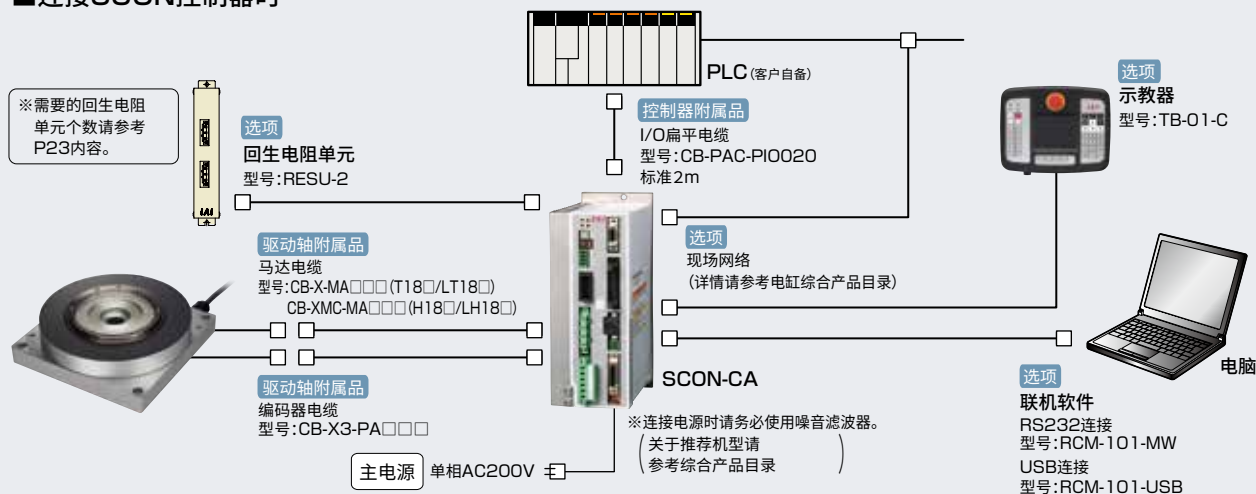 ■连接SCON控制器时
※需要的回生电阻
单元个数请参考
P23内容。
选项
回生电阻单元
型号:RESU-2
PLC(客户自备)
控制器附属品
I/O扁平电缆
型号:CB-PAC-PIO020
标准2m
选项
示教器
型号:TB-01-C
驱动轴附属品
马达电缆
型号:CB-X-MA□□□(T18□/LT18□)
CB-XMC-MA□□□(H18□/LH18□)
选项
现场网络
(详情请参考电缸综合产品目录)
驱动轴附属品
编码器电缆
型号:CB-X3-PA□□□
SCON-CA
※连接电源时请务必使用噪音滤波器。
(关于推荐机型请
参考综合产品目录)
主电源 单相AC200V
电脑
选项
联机软件
RS232连接
型号:RCM-101-MW
USB连接
型号:RCM-101-USB